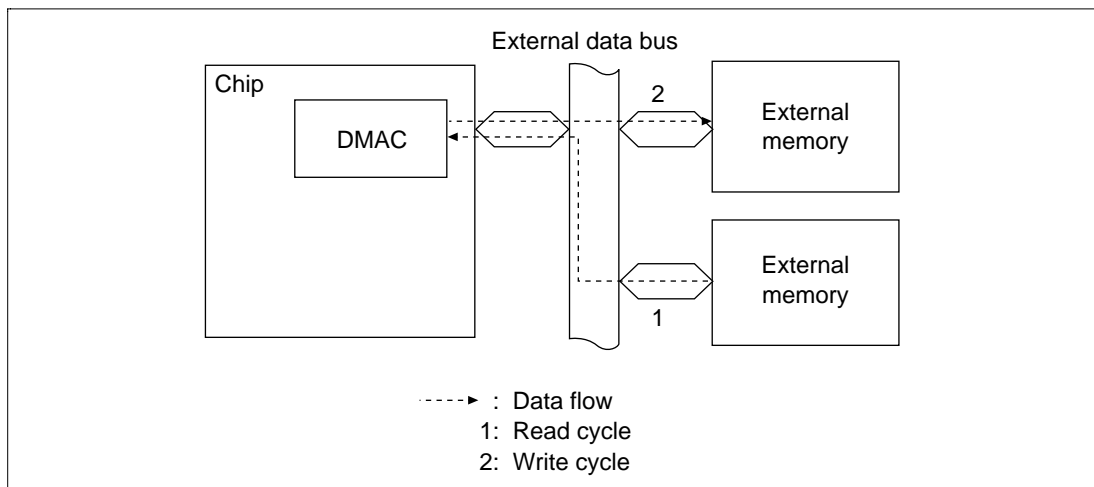 External data bus
Chip
DMAC
2
External
memory
External
memory
1
: Data flow
1: Read cycle
2: Write cycle